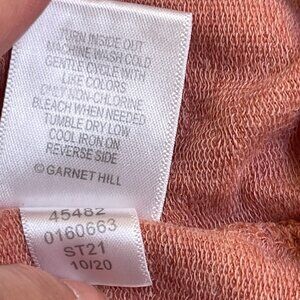 TURN INSIDE OUT
MACHINE WASH COLD
GENTLE CYCLE WITH
LIKE COLORS
ONLY NON-CHLORINE
BLEACH WHEN NEEDED
TUMBLE DRY LOW
COOL IRON ON
REVERSE SIDE
© GARNET HILL
45482
0160663
ST21
10/20